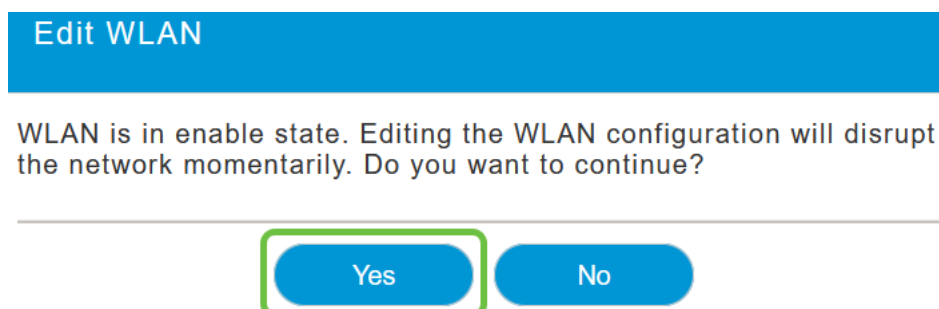 Edit WLAN
WLAN is in enable state. Editing the WLAN configuration will disrupt
the network momentarily. Do you want to continue?
Yes No